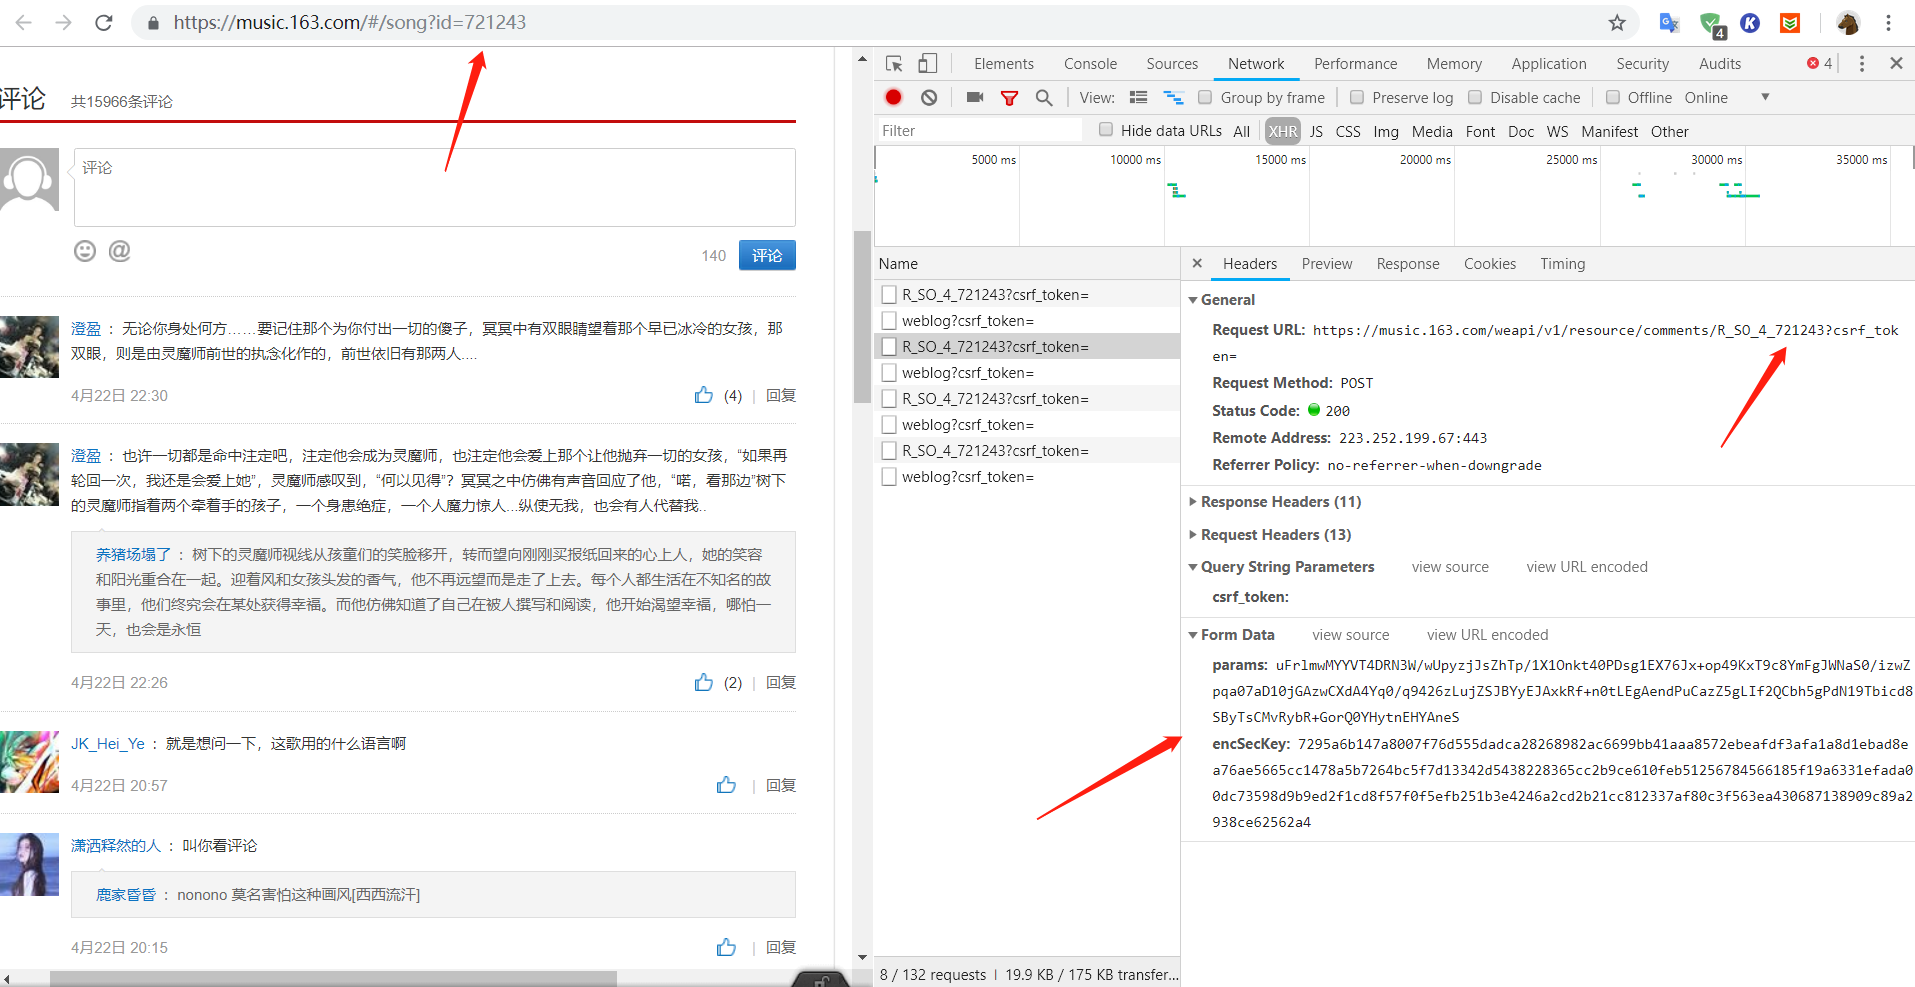 https://music.163.com/#/song?id=721243
4
评论 共15966条评论
评论
140 评论
澄盈 ： 无论你身处何方……要记住那个为你付出一切的傻子，冥冥中有双眼睛望着那个早已冰冷的女孩，那
双眼，则是由灵魔师前世的执念化作的，前世依旧有那两人....
4月22日 22:30 (4) | 回复
澄盈 ： 也许一切都是命中注定吧，注定他会成为灵魔师，也注定他会爱上那个让他抛弃一切的女孩，“如果再
轮回一次，我还是会爱上她”，灵魔师感叹到，“何以见得”？冥冥之中仿佛有声音回应了他，“喏，看那边”树下
的灵魔师指着两个牵着手的孩子，一个身患绝症，一个人魔力惊人...纵使无我，也会有人代替我..
养猪场塌了 ： 树下的灵魔师视线从孩童们的笑脸移开，转而望向刚刚买报纸回来的心上人，她的笑容
和阳光重合在一起。迎着风和女孩头发的香气，他不再远望而是走了上去。每个人都生活在不知名的故
事里，他们终究会在某处获得幸福。而他仿佛知道了自己在被人撰写和阅读，他开始渴望幸福，哪怕一
天，也会是永恒
4月22日 22:26 (2) | 回复
JK_Hei_Ye ： 就是想问一下，这歌用的什么语言啊
4月22日 20:57 | 回复
潇洒释然的人 ： 叫你看评论
鹿家昏昏 ： nonono 莫名害怕这种画风[西西流汗]
4月22日 20:15 | 回复
Elements Console Sources Network Performance Memory Application Security Audits 4
View: Group by frame Preserve log Disable cache Offline Online
Filter Hide data URLs All XHR JS CSS Img Media Font Doc WS Manifest Other
5000 ms 10000 ms 15000 ms 20000 ms 25000 ms 30000 ms 35000 ms
Name
R_SO_4_721243?csrf_token=
weblog?csrf_token=
R_SO_4_721243?csrf_token=
weblog?csrf_token=
R_SO_4_721243?csrf_token=
weblog?csrf_token=
R_SO_4_721243?csrf_token=
weblog?csrf_token=
8 / 132 requests | 19.9 KB / 175 KB transfer...
Headers Preview Response Cookies Timing
General
Request URL: https://music.163.com/weapi/v1/resource/comments/R_SO_4_721243?csrf_tok
en=
Request Method: POST
Status Code: 200
Remote Address: 223.252.199.67:443
Referrer Policy: no-referrer-when-downgrade
Response Headers (11)
Request Headers (13)
Query String Parameters view source view URL encoded
csrf_token:
Form Data view source view URL encoded
params: uFrlmwMYYVT4DRN3W/wUpyzjJsZhTp/1X1Onkt40PDsg1EX76Jx+op49KxT9c8YmFgJWNaS0/izwZ
pqa07aD10jGAzwCXdA4Yq0/q9426zLujZSJBYyEJAxkRf+n0tLEgAendPuCazZ5gLIf2QCbh5gPdN19Tbicd8
SByTsCMvRybR+GorQ0YHytnEHYAneS
encSecKey: 7295a6b147a8007f76d555dadca28268982ac6699bb41aaa8572ebeafdf3afa1a8d1ebad8e
a76ae5665cc1478a5b7264bc5f7d13342d5438228365cc2b9ce610feb51256784566185f19a6331efada0
0dc73598d9b9ed2f1cd8f57f0f5efb251b3e4246a2cd2b21cc812337af80c3f563ea430687138909c89a2
938ce62562a4